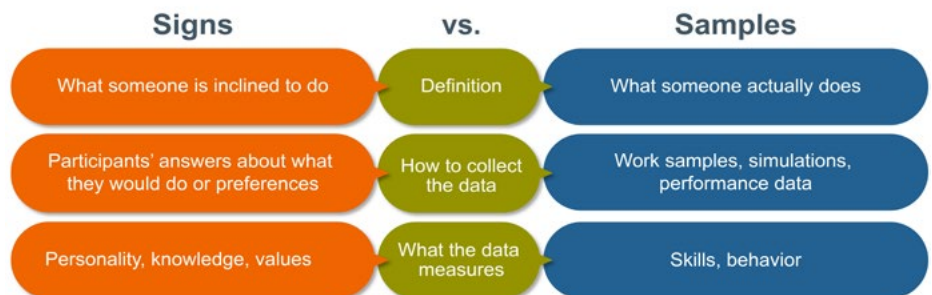 Signs vs. Samples
What someone is inclined to do Definition What someone actually does
Participants' answers about what
they would do or preferences
How to collect
the data
Work samples, simulations,
performance data
Personality, knowledge, values
What the data
measures
Skills, behavior